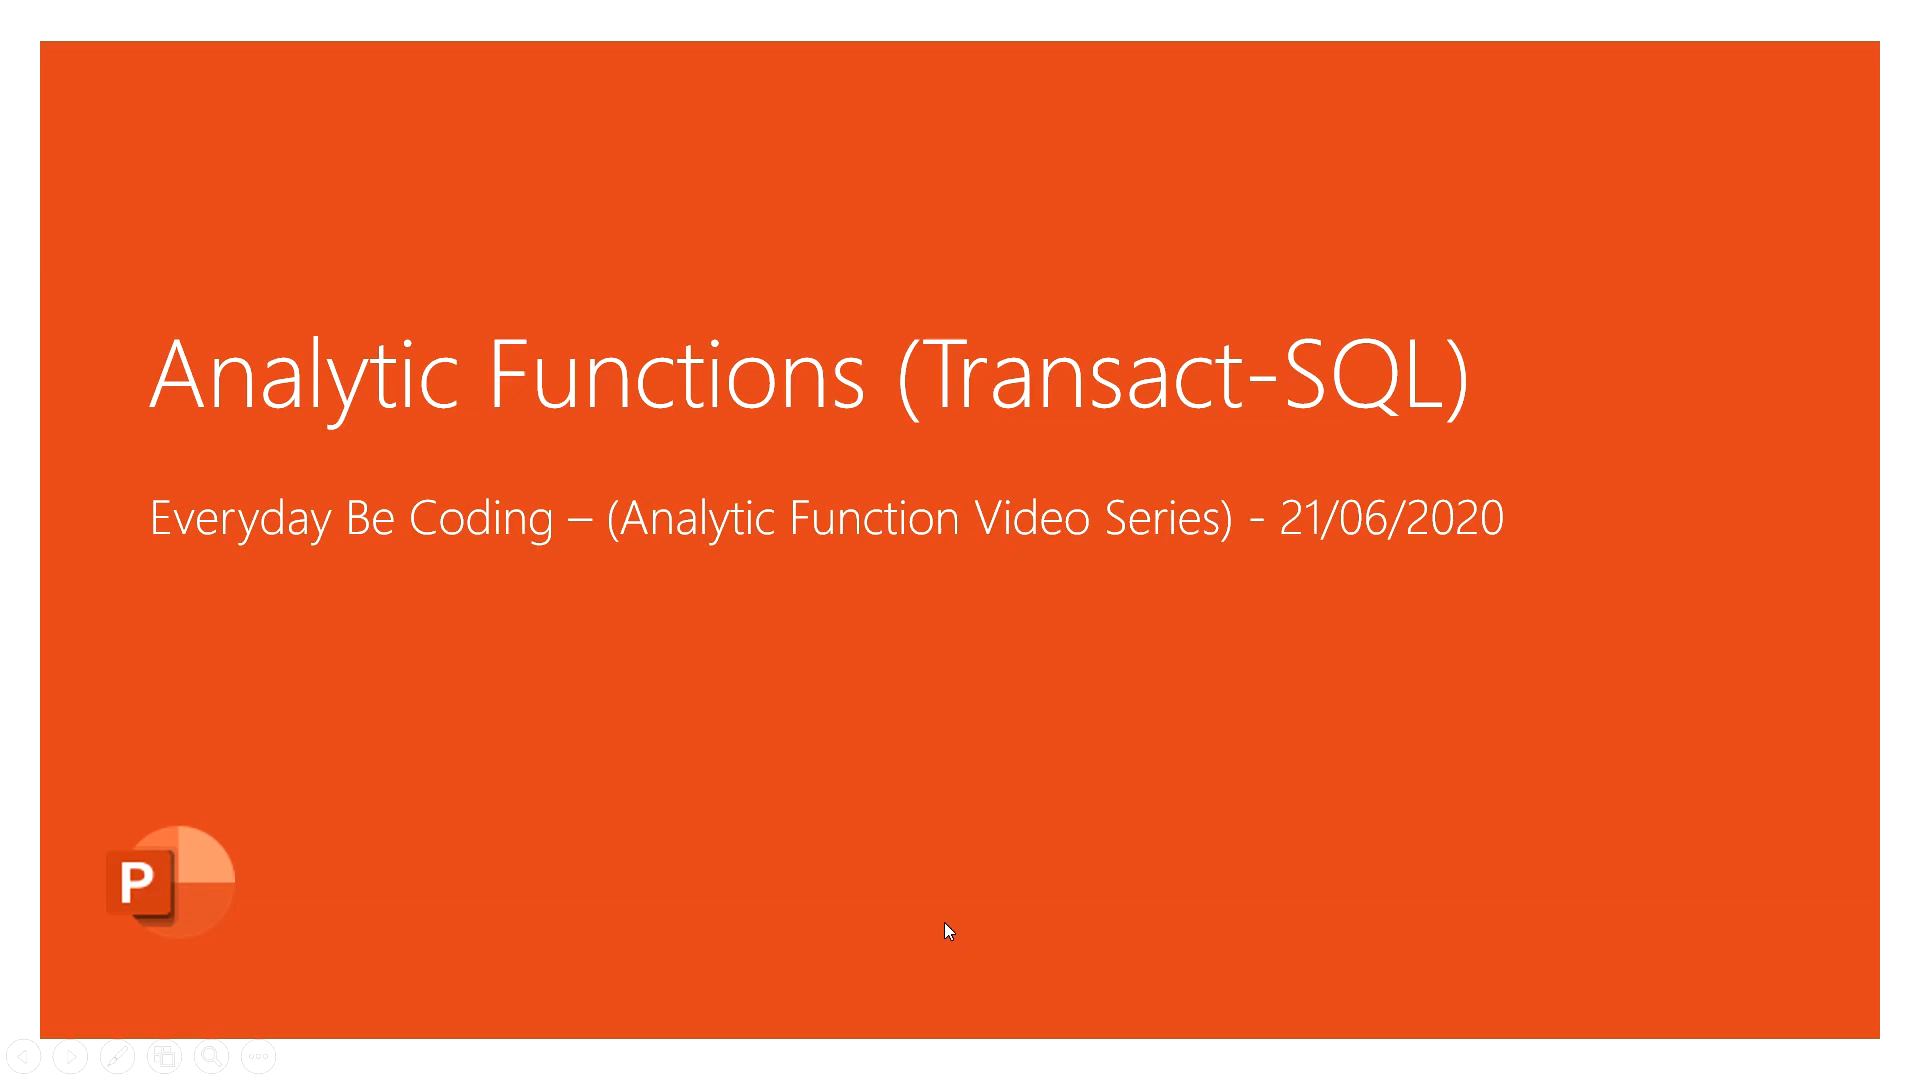 Analytic Functions (Transact-SQL)
Everyday Be Coding – (Analytic Function Video Series) - 21/06/2020
P